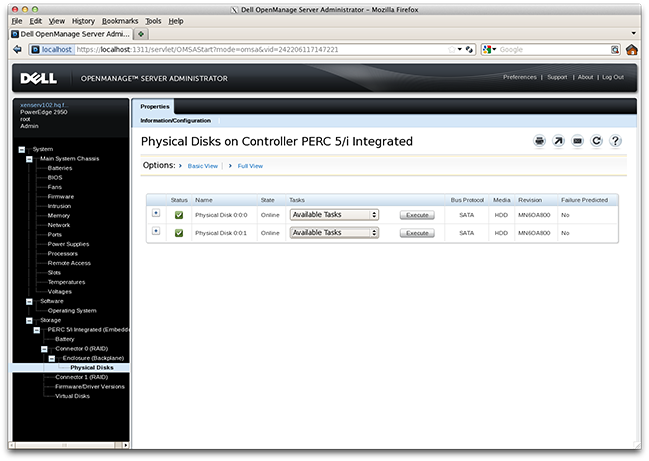 Dell OpenManage Server Administrator - Mozilla Firefox
File Edit View History Bookmarks Tools Help
Dell OpenManage Server Admi...
localhost https://localhost:1311/servlet/OMSAStart?mode=omsa&vid=242206117147221
Google
DELL OPENMANAGE™ SERVER ADMINISTRATOR
Preferences | Support | About | Log Out
xenserv102.hq.f..
PowerEdge 2950
root
Admin
Properties
Information/Configuration
Physical Disks on Controller PERC 5/i Integrated
Options: Basic View | Full View
Status Name State Tasks Bus Protocol Media Revision Failure Predicted
Physical Disk 0:0:0 Online Available Tasks Execute SATA HDD MN6OA800 No
Physical Disk 0:0:1 Online Available Tasks Execute SATA HDD MN6OA800 No
System
Main System Chassis
Batteries
BIOS
Fans
Firmware
Intrusion
Memory
Network
Ports
Power Supplies
Processors
Remote Access
Slots
Temperatures
Voltages
Software
Operating System
Storage
PERC 5/i Integrated (Embedde
Battery
Connector 0 (RAID)
Enclosure (Backplane)
Physical Disks
Connector 1 (RAID)
Firmware/Driver Versions
Virtual Disks